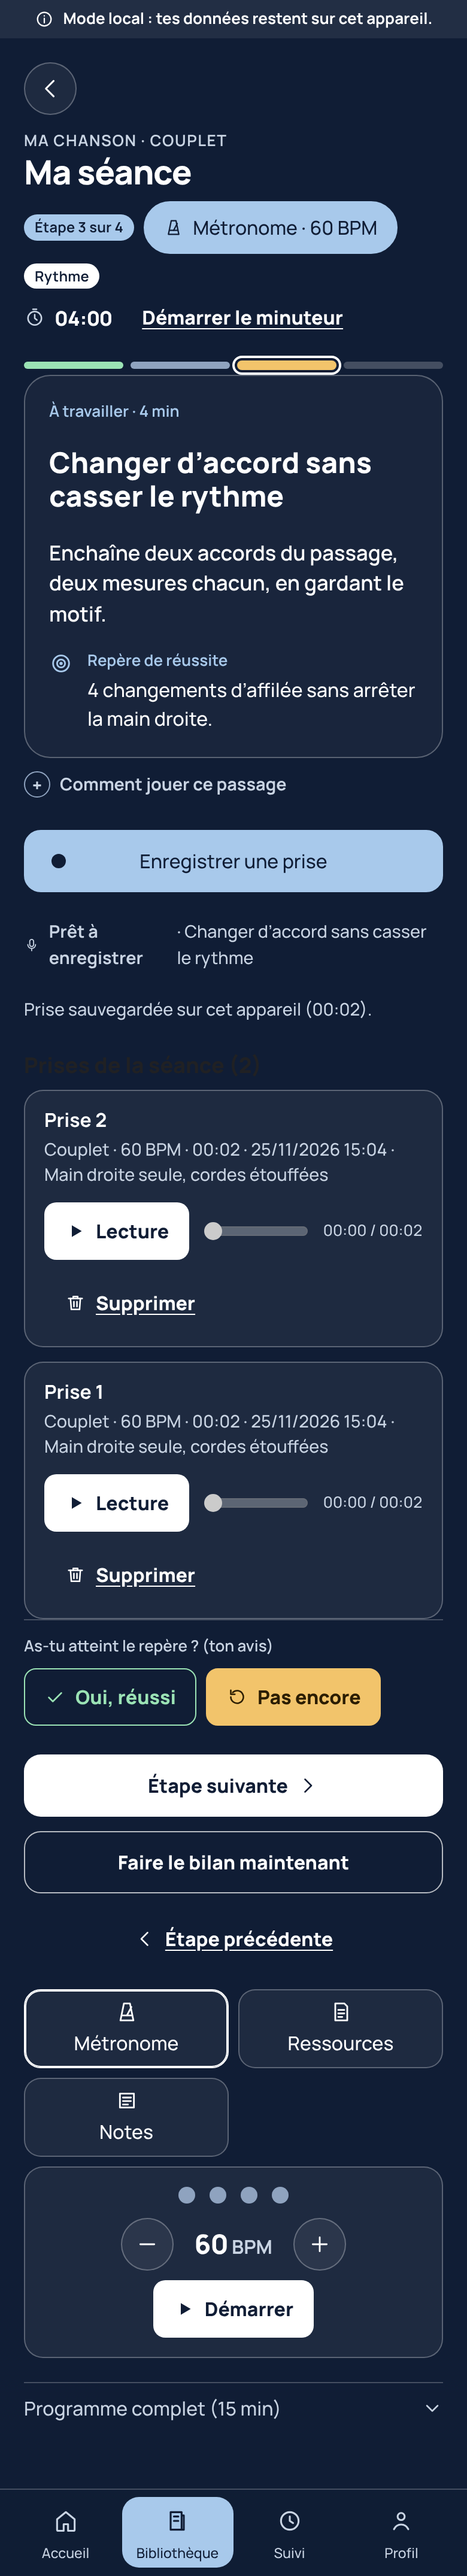 Mode local : tes données restent sur cet appareil.
MA CHANSON · COUPLET
Ma séance
Étape 3 sur 4
Métronome · 60 BPM
Rythme
04:00
Démarrer le minuteur
À travailler · 4 min
Changer d’accord sans
casser le rythme
Enchaîne deux accords du passage,
deux mesures chacun, en gardant le
motif.
Repère de réussite
4 changements d’affilée sans arrêter
la main droite.
Comment jouer ce passage
Enregistrer une prise
Prêt à
enregistrer
· Changer d’accord sans casser
le rythme
Prise sauvegardée sur cet appareil (00:02).
Prises de la séance (2)
Prise 2
Couplet · 60 BPM · 00:02 · 25/11/2026 15:04 ·
Main droite seule, cordes étouffées
Lecture
00:00 / 00:02
Supprimer
Prise 1
Couplet · 60 BPM · 00:02 · 25/11/2026 15:04 ·
Main droite seule, cordes étouffées
Lecture
00:00 / 00:02
Supprimer
As-tu atteint le repère ? (ton avis)
Oui, réussi
Pas encore
Étape suivante
Faire le bilan maintenant
Étape précédente
Métronome
Ressources
Notes
60 BPM
Démarrer
Programme complet (15 min)
Accueil
Bibliothèque
Suivi
Profil